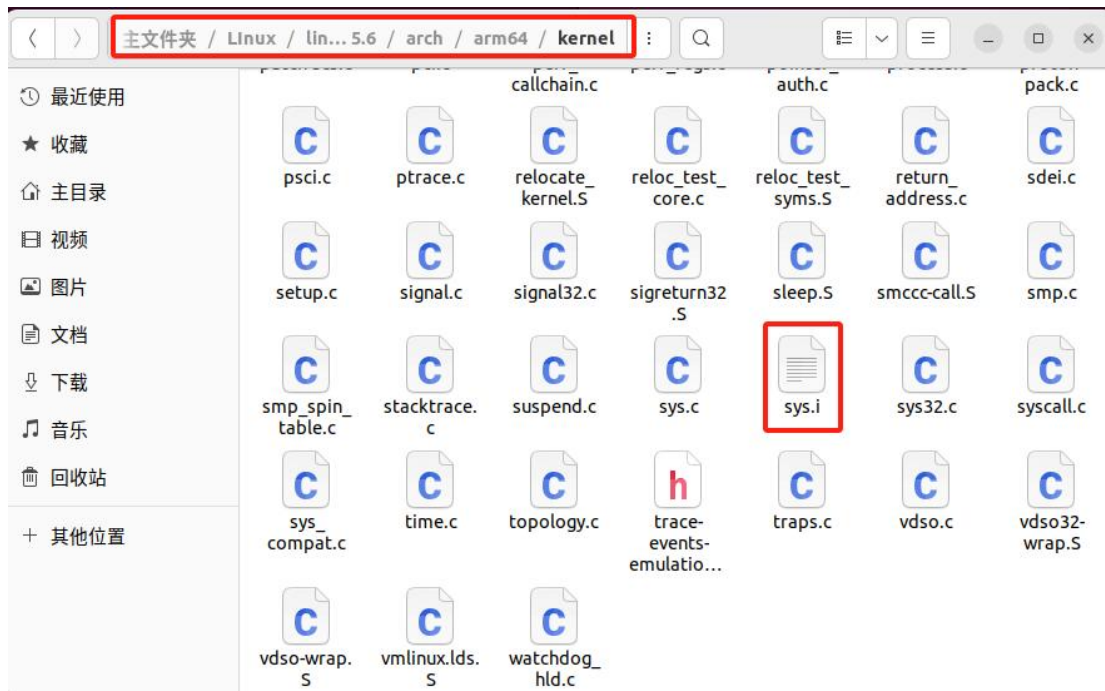 主文件夹 / LInux / lin... 5.6 / arch / arm64 / kernel
最近使用
收藏
主目录
视频
图片
文档
下载
音乐
回收站
其他位置
callchain.c
auth.c
pack.c
psci.c
ptrace.c
relocate_
kernel.S
reloc_test_
core.c
reloc_test_
syms.S
return_
address.c
sdei.c
setup.c
signal.c
signal32.c
sigreturn32
.S
sleep.S
smccc-call.S
smp.c
smp_spin_
table.c
stacktrace.
c
suspend.c
sys.c
sys.i
sys32.c
syscall.c
sys_
compat.c
time.c
topology.c
trace-
events-
emulatio...
traps.c
vdso.c
vdso32-
wrap.S
vdso-wrap.
S
vmlinux.lds.
S
watchdog_
hld.c